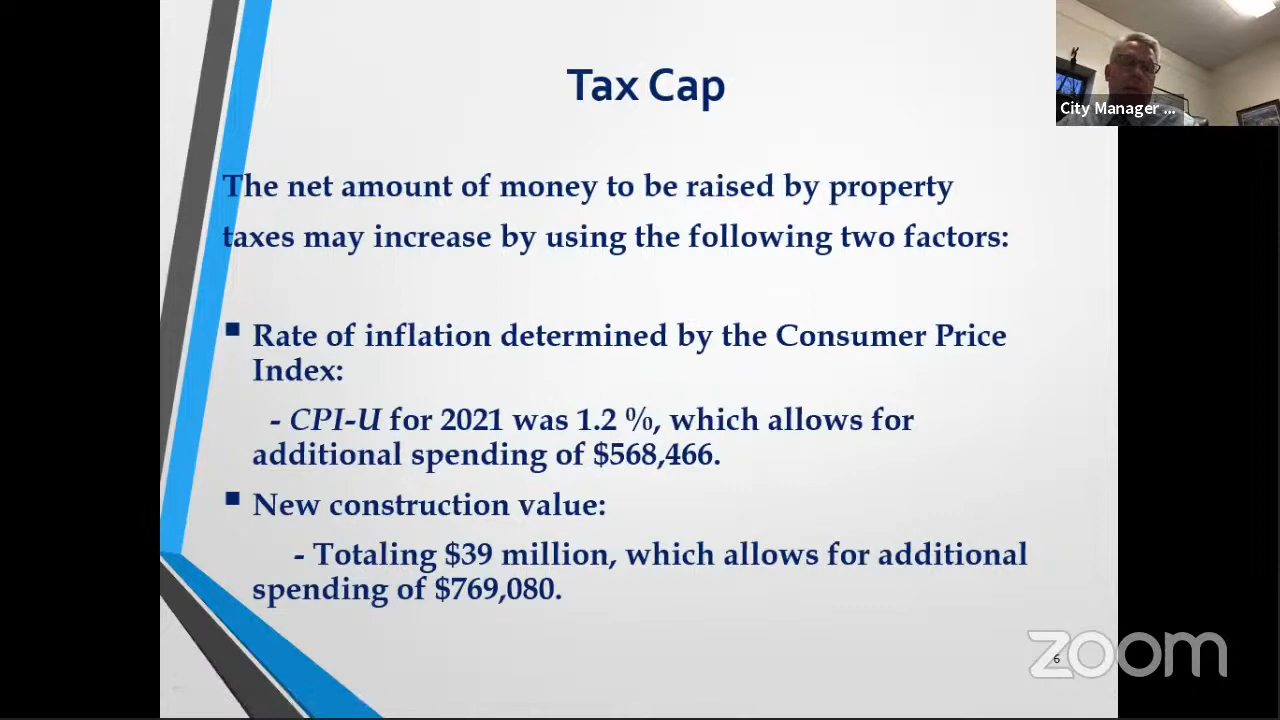 Tax Cap
City Manager ...
The net amount of money to be raised by property
taxes may increase by using the following two factors:
▪ Rate of inflation determined by the Consumer Price
Index:
- CPI-U for 2021 was 1.2 %, which allows for
additional spending of $568,466.
▪ New construction value:
- Totaling $39 million, which allows for additional
spending of $769,080.
6
zoom